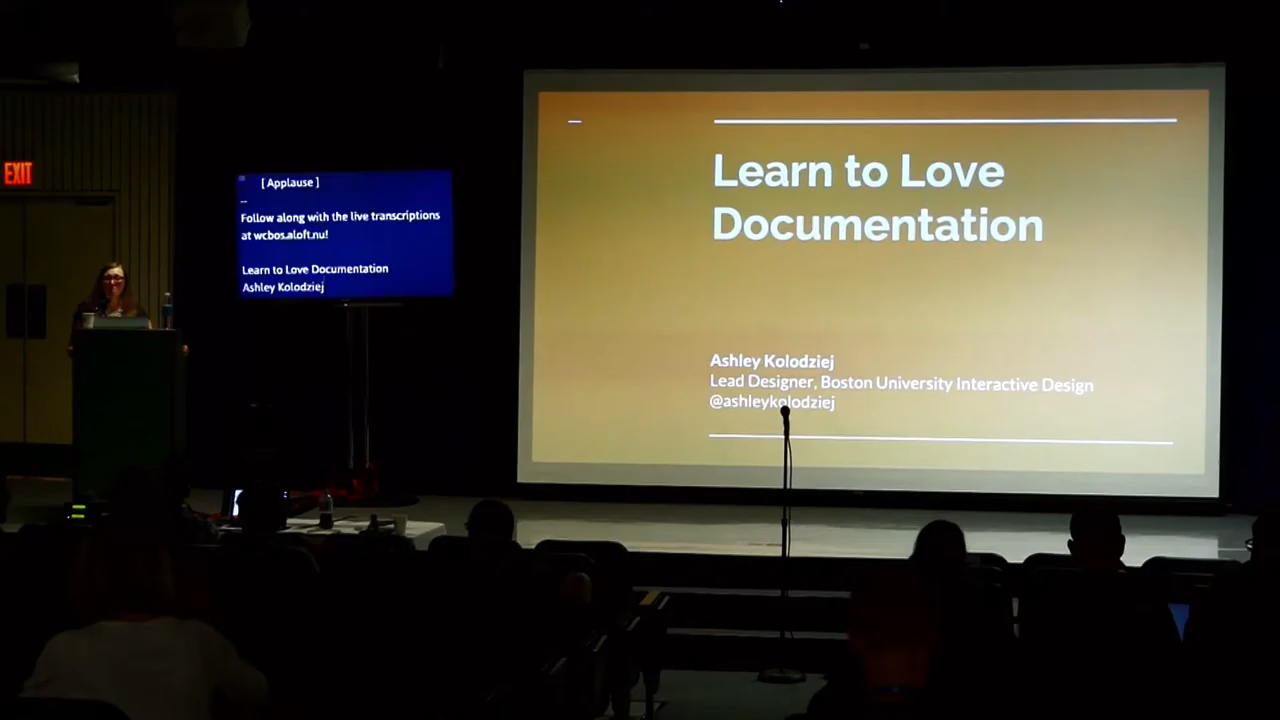 EXIT
[ Applause ]
--
Follow along with the live transcriptions
at wcbos.aloft.nu!
Learn to Love Documentation
Ashley Kolodziej
Learn to Love
Documentation
Ashley Kolodziej
Lead Designer, Boston University Interactive Design
@ashleykolodziej